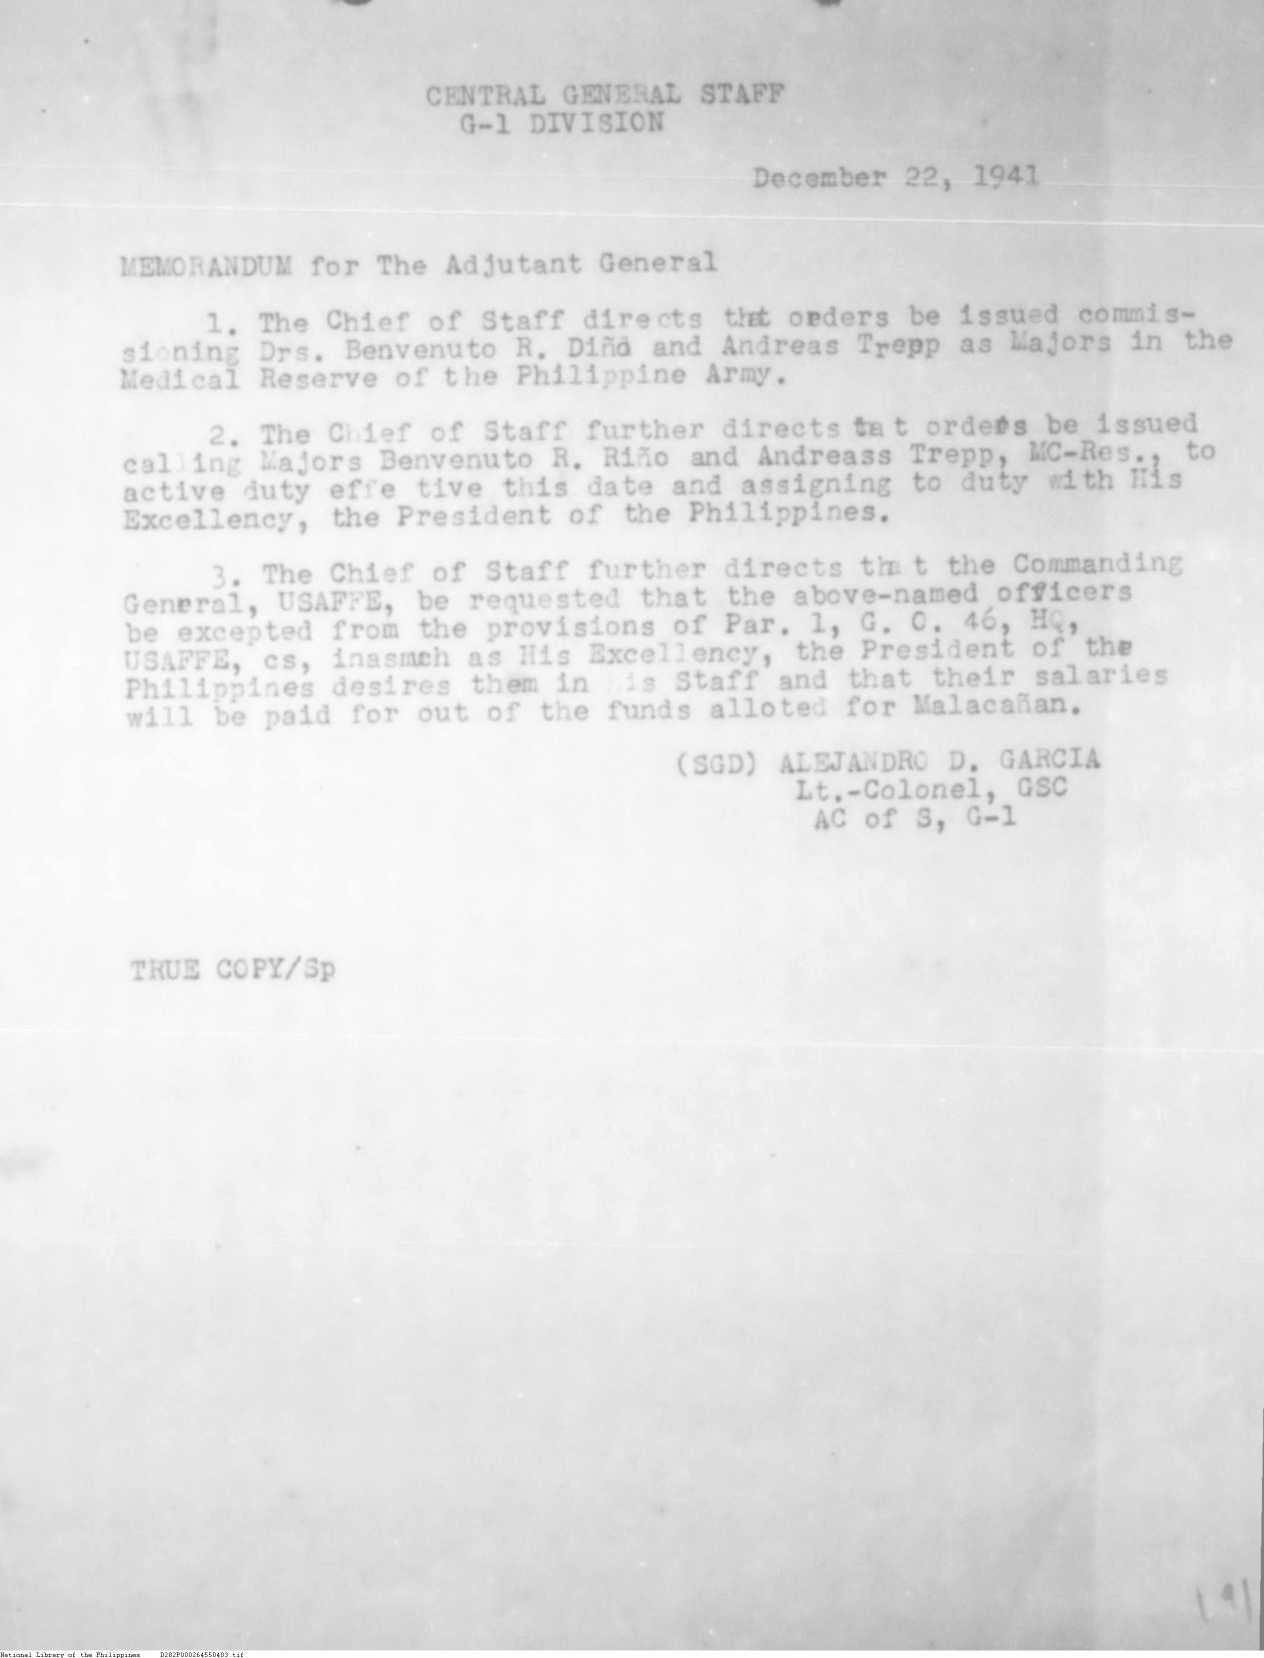 CENTRAL GENERAL STAFF
G-1 DIVISION
December 22, 1941
MEMORANDUM for The Adjutant General
1. The Chief of Staff directs that orders be issued commis-
sioning Drs. Benvenuto R. Diño and Andreas Trepp as Majors in the
Medical Reserve of the Philippine Army.
2. The Chief of Staff further directs tat orders be issued
calling Majors Benvenuto R. Riño and Andreass Trepp, MC-Res., to
active duty effe tive this date and assigning to duty with His
Excellency, the President of the Philippines.
3. The Chief of Staff further directs that the Commanding
General, USAFFE, be requested that the above-named officers
be excepted from the provisions of Par. 1, G. O. 46, HQ,
USAFFE, cs, inasmch as His Excellency, the President of the
Philippines desires them in his Staff and that their salaries
will be paid for out of the funds alloted for Malacañan.
(SGD) ALEJANDRO D. GARCIA
Lt.-Colonel, GSC
AC of S, G-1
TRUE COPY/Sp
191
National Library of the Philippines D282P000264550403.tif